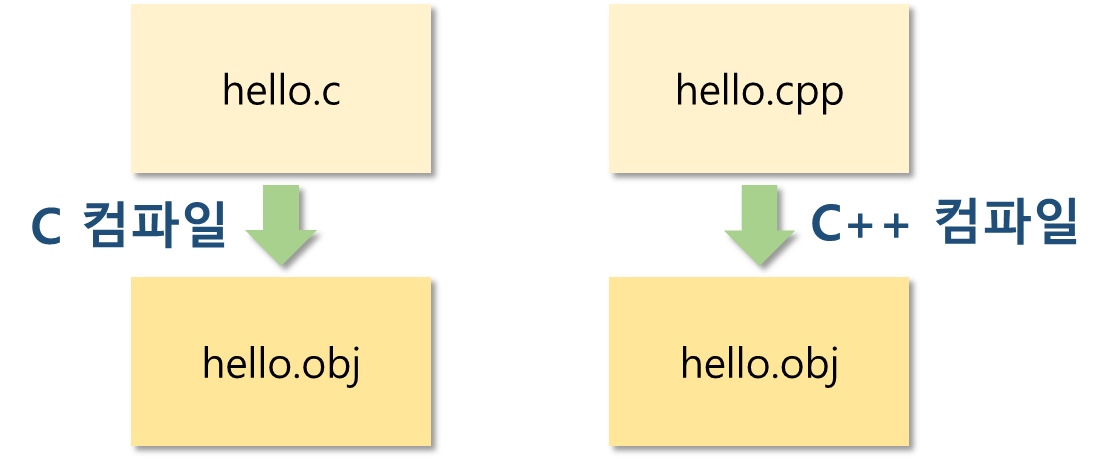 hello.c
hello.cpp
C 컴파일
C++ 컴파일
hello.obj
hello.obj